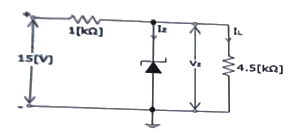 +
1[kΩ]
Iz
IL
15[V]
Vz
4.5[kΩ]
-